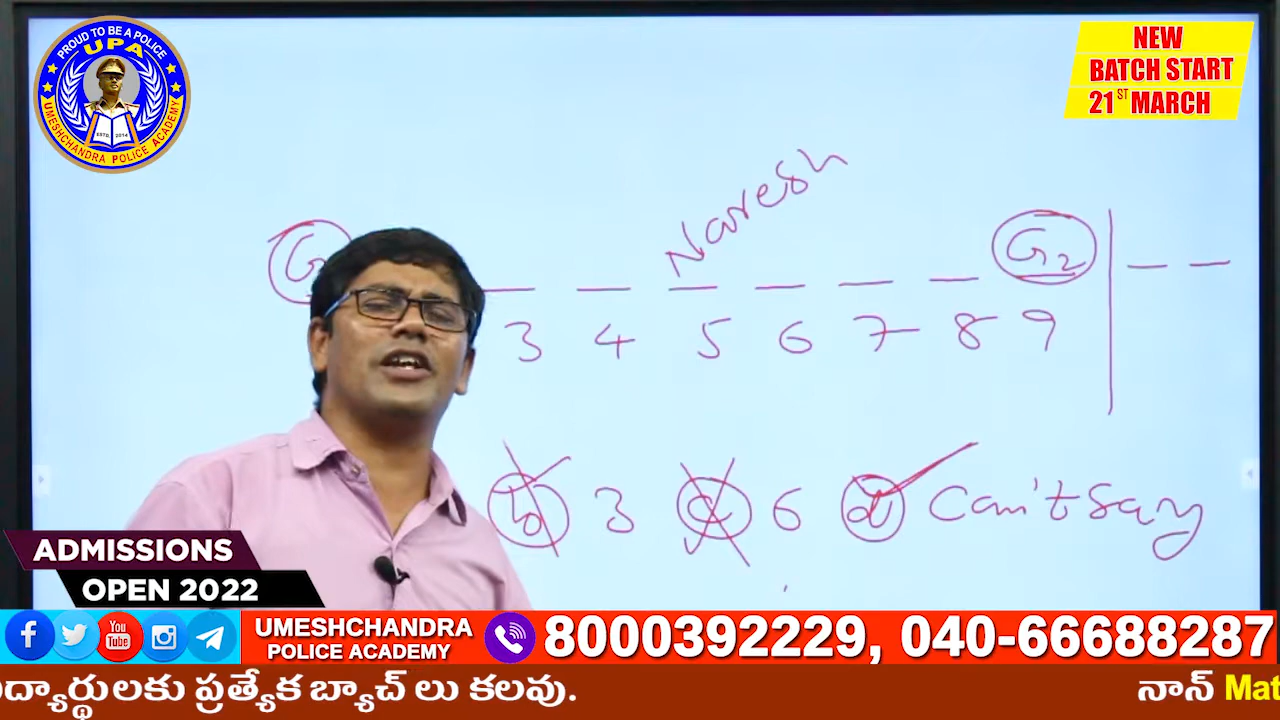 PROUD TO BE A POLICE
UPA
ESTD. 2014
UMESHCHANDRA POLICE ACADEMY
NEW
BATCH START
21ST MARCH
Naresh
G2
3 4 5 6 7 8 9
b 3 c 6 d Can't Say
ADMISSIONS
OPEN 2022
You
Tube
UMESHCHANDRA
POLICE ACADEMY
8000392229, 040-66688287
కలవు.
ప్రత్యేక బ్యాచ్ లు
నాన్ Mat